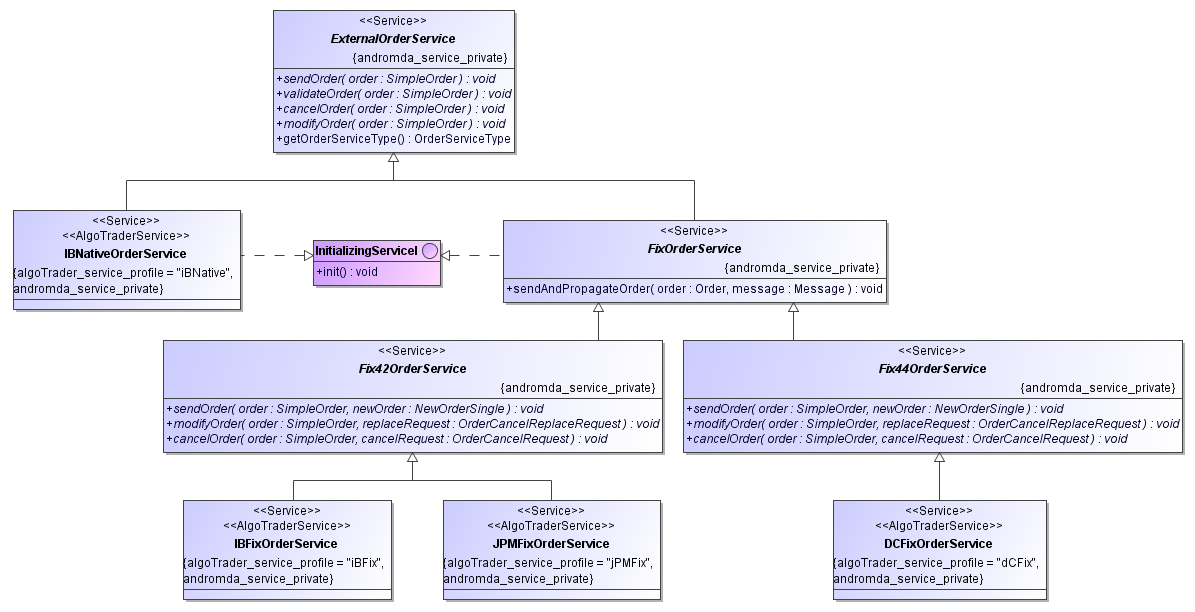 <<Service>>
ExternalOrderService
{andromda_service_private}
+sendOrder( order : SimpleOrder ) : void
+validateOrder( order : SimpleOrder ) : void
+cancelOrder( order : SimpleOrder ) : void
+modifyOrder( order : SimpleOrder ) : void
+getOrderServiceType() : OrderServiceType
<<Service>>
<<AlgoTraderService>>
IBNativeOrderService
{algoTrader_service_profile = "iBNative",
andromda_service_private}
InitializingServiceI
+init() : void
<<Service>>
FixOrderService
{andromda_service_private}
+sendAndPropagateOrder( order : Order, message : Message ) : void
<<Service>>
Fix42OrderService
{andromda_service_private}
+sendOrder( order : SimpleOrder, newOrder : NewOrderSingle ) : void
+modifyOrder( order : SimpleOrder, replaceRequest : OrderCancelReplaceRequest ) : void
+cancelOrder( order : SimpleOrder, cancelRequest : OrderCancelRequest ) : void
<<Service>>
Fix44OrderService
{andromda_service_private}
+sendOrder( order : SimpleOrder, newOrder : NewOrderSingle ) : void
+modifyOrder( order : SimpleOrder, replaceRequest : OrderCancelReplaceRequest ) : void
+cancelOrder( order : SimpleOrder, cancelRequest : OrderCancelRequest ) : void
<<Service>>
<<AlgoTraderService>>
IBFixOrderService
{algoTrader_service_profile = "iBFix",
andromda_service_private}
<<Service>>
<<AlgoTraderService>>
JPMFixOrderService
{algoTrader_service_profile = "jPMFix",
andromda_service_private}
<<Service>>
<<AlgoTraderService>>
DCFixOrderService
{algoTrader_service_profile = "dCFix",
andromda_service_private}